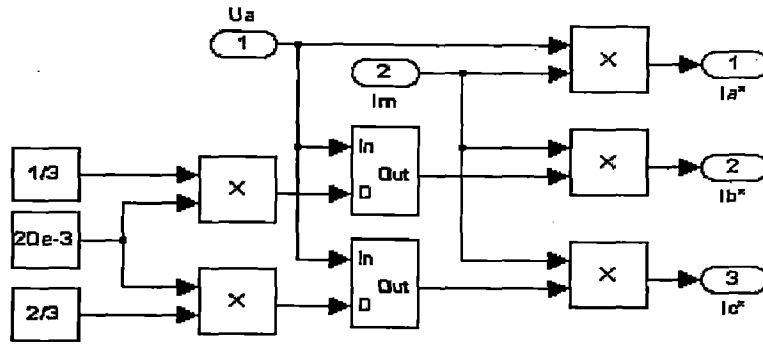 Ua
1
2
Im
×
1
Ia*
1/3
×
In
D
Out
×
2
Ib*
20e-3
2/3
×
In
D
Out
×
3
Ic*